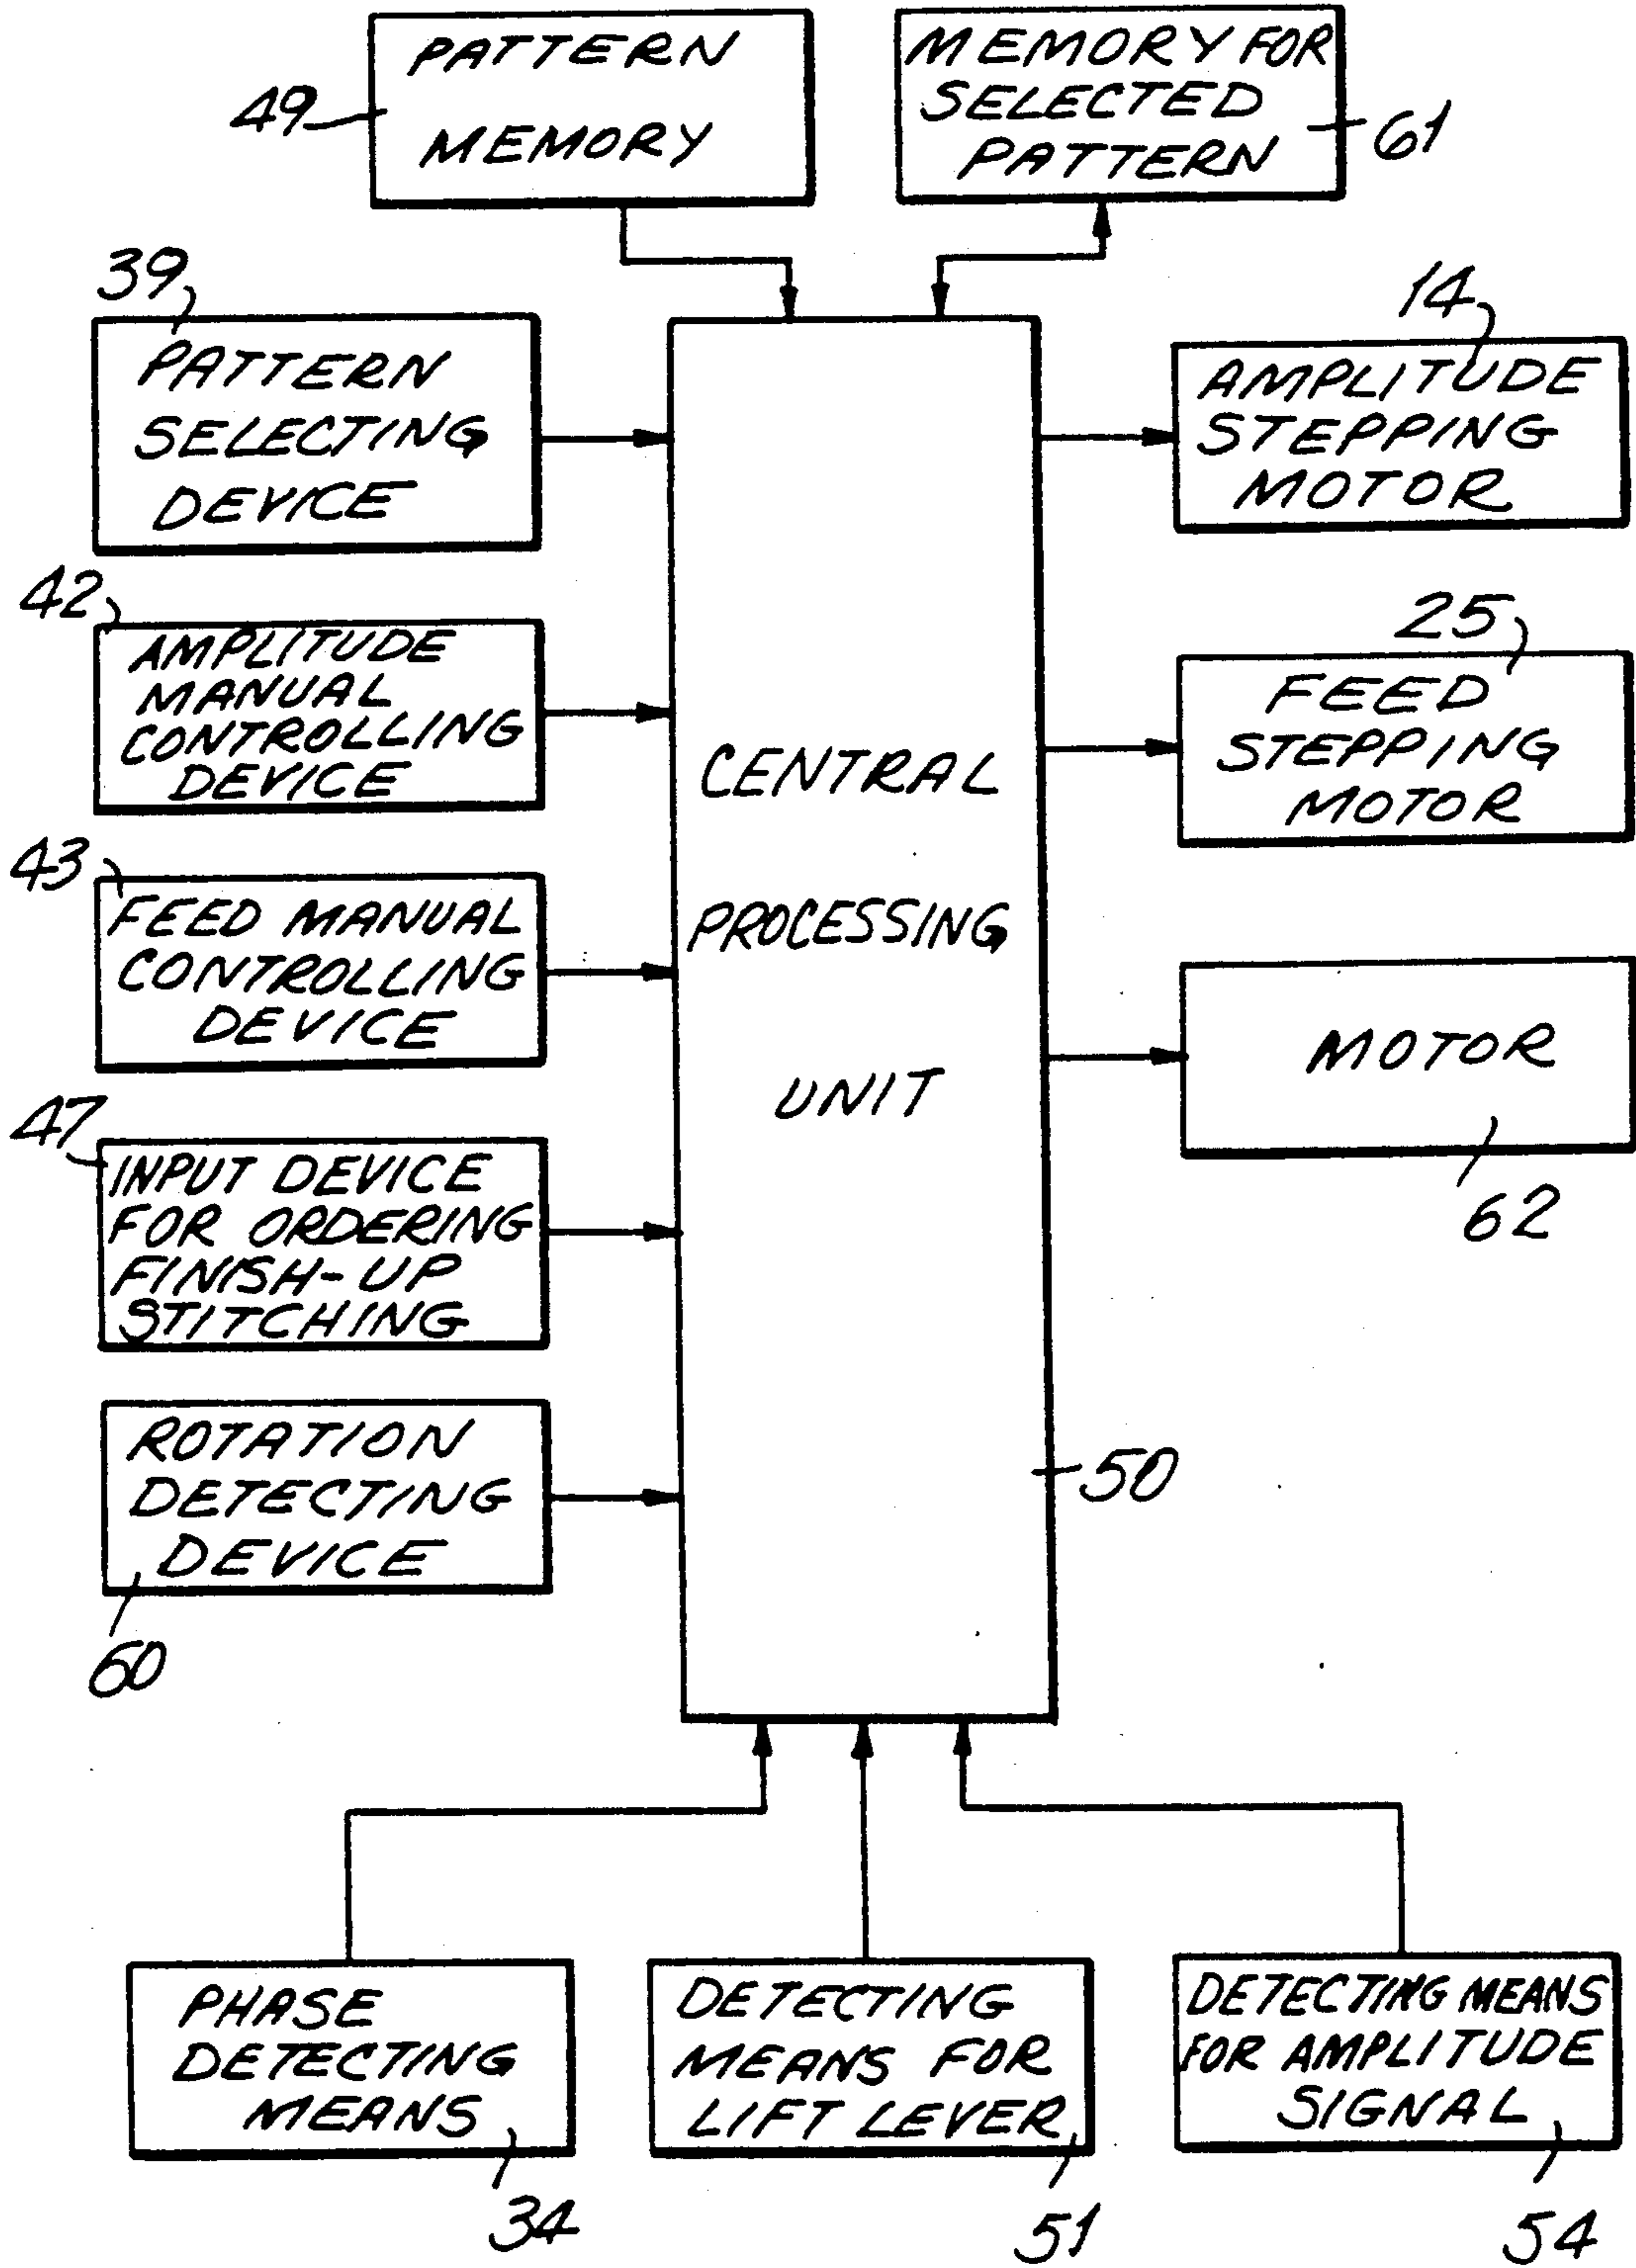 PATTERN
MEMORY
49
MEMORY FOR
SELECTED
PATTERN
61
39
PATTERN
SELECTING
DEVICE
14
AMPLITUDE
STEPPING
MOTOR
42
AMPLITUDE
MANUAL
CONTROLLING
DEVICE
25
FEED
STEPPING
MOTOR
43
FEED MANUAL
CONTROLLING
DEVICE
CENTRAL
PROCESSING
UNIT
50
MOTOR
62
47
INPUT DEVICE
FOR ORDERING
FINISH-UP
STITCHING
ROTATION
DETECTING
DEVICE
60
PHASE
DETECTING
MEANS
34
DETECTING
MEANS FOR
LIFT LEVER
51
DETECTING MEANS
FOR AMPLITUDE
SIGNAL
54